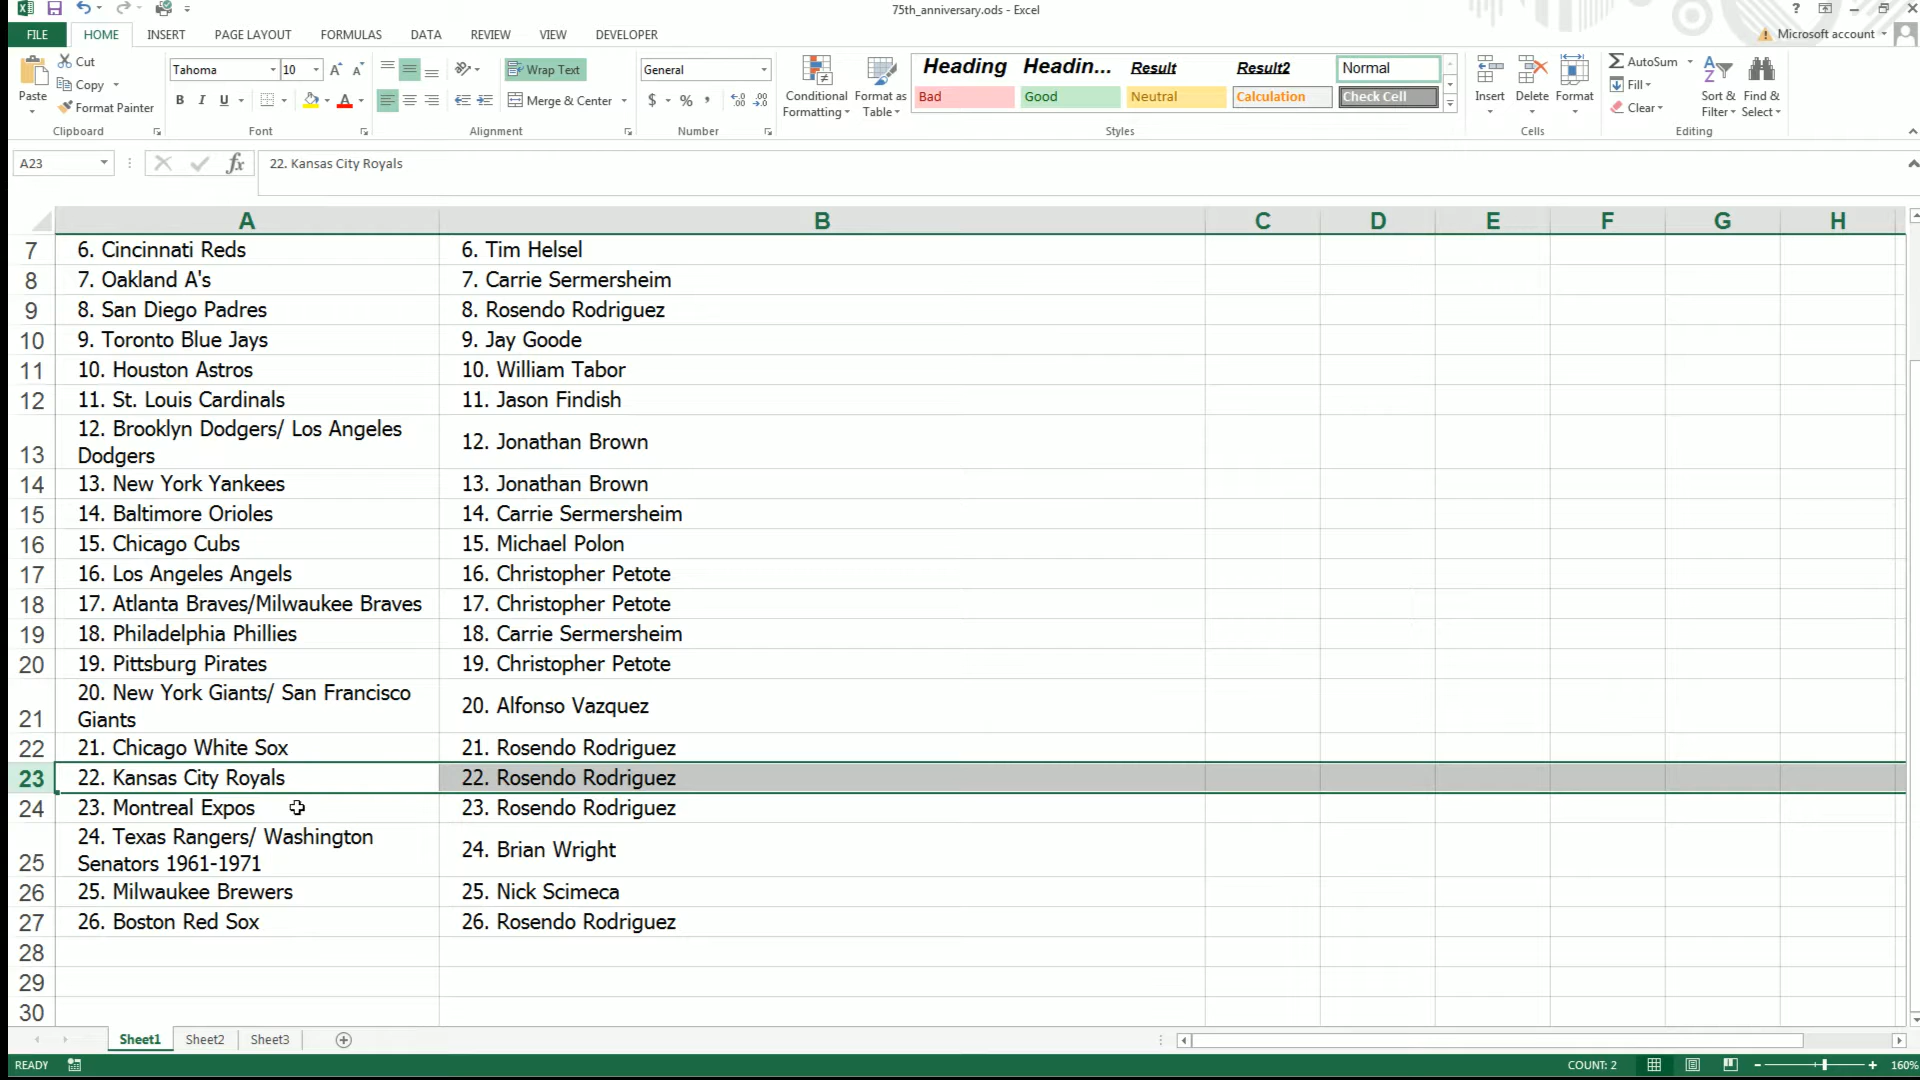 75th_anniversary.ods - Excel
?
Microsoft account
FILE HOME INSERT PAGE LAYOUT FORMULAS DATA REVIEW VIEW DEVELOPER
Paste
Cut
Copy
Format Painter
Clipboard
Tahoma 10
B I U
Font
Wrap Text
Merge & Center
Alignment
General
$ % ,
Number
Conditional Formatting
Format as Table
Heading Headin... Result Result2 Normal
Bad Good Neutral Calculation Check Cell
Styles
Insert Delete Format
Cells
AutoSum
Fill
Clear
Sort & Filter
Find & Select
Editing
A23 fx 22. Kansas City Royals
A B C D E F G H
7 6. Cincinnati Reds 6. Tim Helsel
8 7. Oakland A's 7. Carrie Sermersheim
9 8. San Diego Padres 8. Rosendo Rodriguez
10 9. Toronto Blue Jays 9. Jay Goode
11 10. Houston Astros 10. William Tabor
12 11. St. Louis Cardinals 11. Jason Findish
13 12. Brooklyn Dodgers/ Los Angeles Dodgers 12. Jonathan Brown
14 13. New York Yankees 13. Jonathan Brown
15 14. Baltimore Orioles 14. Carrie Sermersheim
16 15. Chicago Cubs 15. Michael Polon
17 16. Los Angeles Angels 16. Christopher Petote
18 17. Atlanta Braves/Milwaukee Braves 17. Christopher Petote
19 18. Philadelphia Phillies 18. Carrie Sermersheim
20 19. Pittsburg Pirates 19. Christopher Petote
21 20. New York Giants/ San Francisco Giants 20. Alfonso Vazquez
22 21. Chicago White Sox 21. Rosendo Rodriguez
23 22. Kansas City Royals 22. Rosendo Rodriguez
24 23. Montreal Expos 23. Rosendo Rodriguez
25 24. Texas Rangers/ Washington Senators 1961-1971 24. Brian Wright
26 25. Milwaukee Brewers 25. Nick Scimeca
27 26. Boston Red Sox 26. Rosendo Rodriguez
28
29
30
Sheet1 Sheet2 Sheet3
READY COUNT: 2 160%